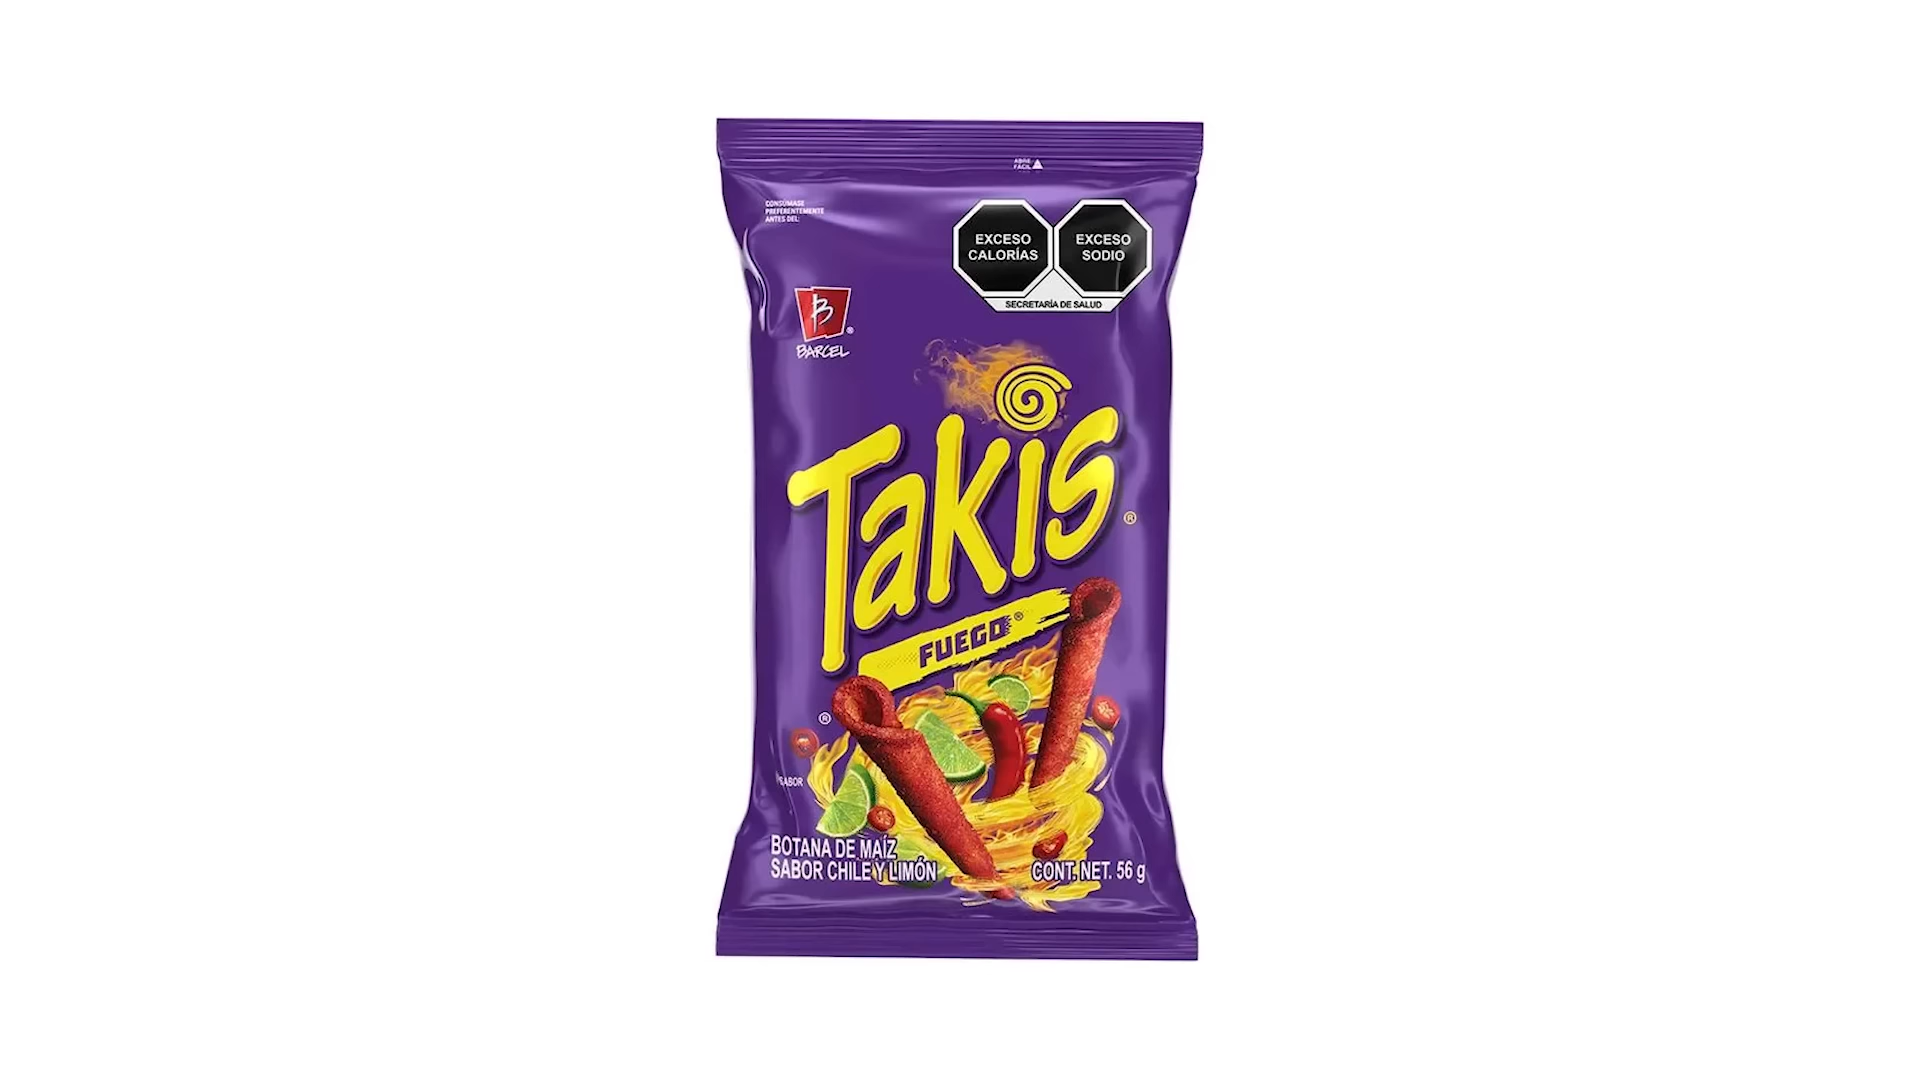 ABRE
FÁCIL
CONSÚMASE
PREFERENTEMENTE
ANTES DEL:
EXCESO
CALORÍAS
EXCESO
SODIO
SECRETARÍA DE SALUD
B
®
BARCEL
Takis
®
FUEGO®
®
SABOR
BOTANA DE MAÍZ
SABOR CHILE Y LIMÓN
CONT. NET. 56 g